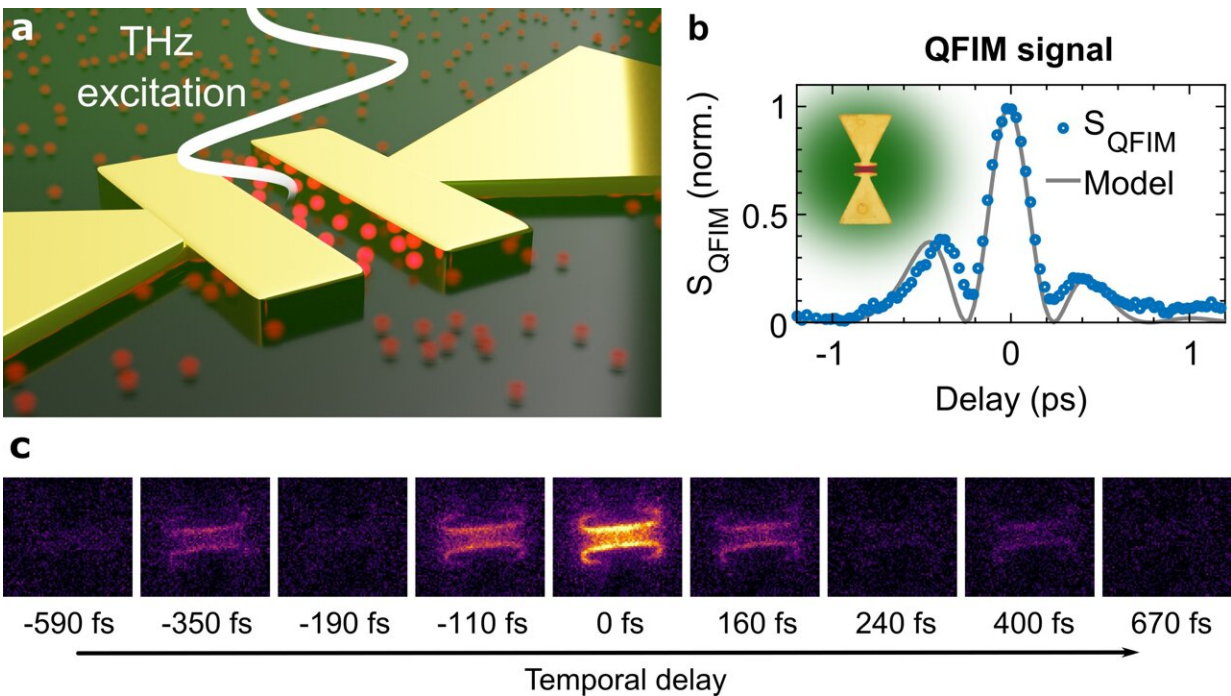 a
THz
excitation
b
QFIM signal
S_QFIM (norm.)
1
0.5
0
S_QFIM
Model
-1
0
1
Delay (ps)
c
-590 fs
-350 fs
-190 fs
-110 fs
0 fs
160 fs
240 fs
400 fs
670 fs
Temporal delay